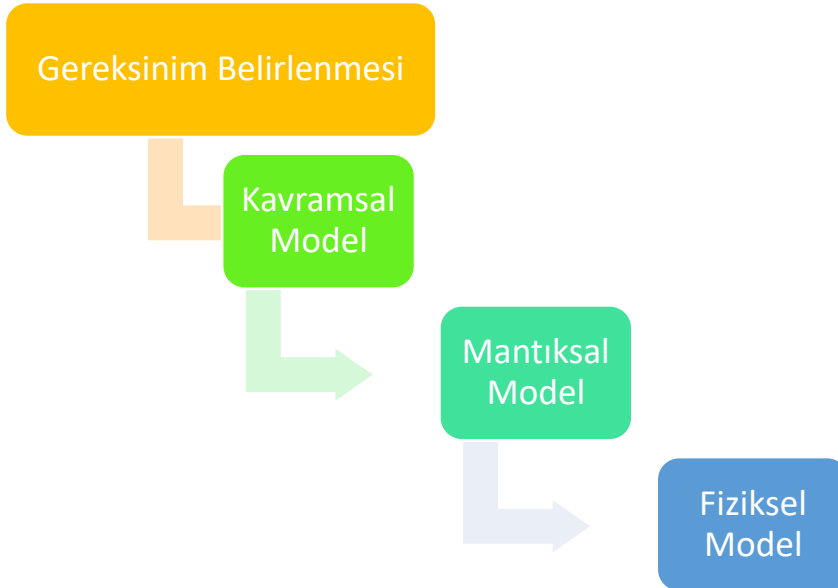 Gereksinim Belirlenmesi
Kavramsal
Model
Mantıksal
Model
Fiziksel
Model